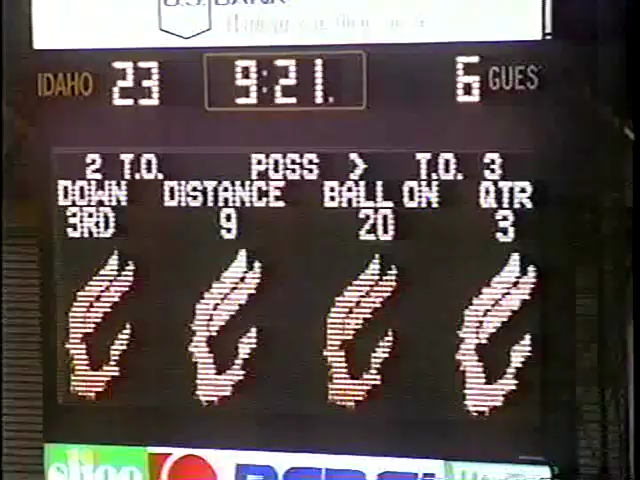 U.S. BANK
IDAHO 23 9:21. 6 GUES
2 T.O. POSS > T.O. 3
DOWN DISTANCE BALL ON QTR
3RD 9 20 3
PEPSI